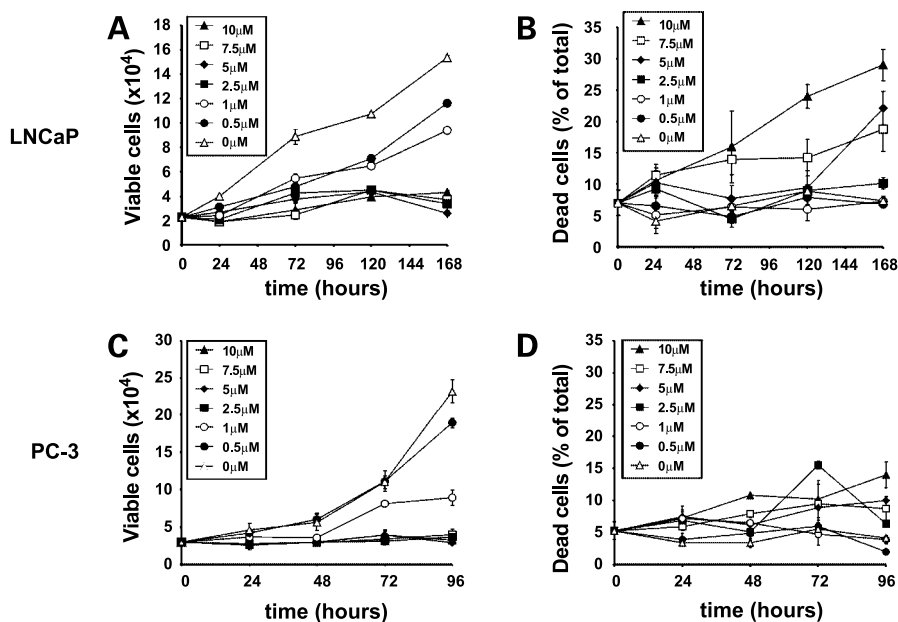 LNCaP
A
Viable cells (x10⁴)
18
16
14
12
10
8
6
4
2
0
10μM
7.5μM
5μM
2.5μM
1μM
0.5μM
0μM
0 24 48 72 96 120 144 168
time (hours)
B
Dead cells (% of total)
35
30
25
20
15
10
5
0
10μM
7.5μM
5μM
2.5μM
1μM
0.5μM
0μM
0 24 48 72 96 120 144 168
time (hours)
PC-3
C
Viable cells (x10⁴)
30
25
20
15
10
5
0
10μM
7.5μM
5μM
2.5μM
1μM
0.5μM
0μM
0 24 48 72 96
time (hours)
D
Dead cells (% of total)
35
30
25
20
15
10
5
0
10μM
7.5μM
5μM
2.5μM
1μM
0.5μM
0μM
0 24 48 72 96
time (hours)